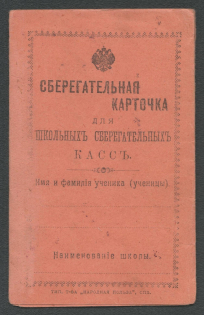 СБЕРЕГАТЕЛЬНАЯ
КАРТОЧКА
ДЛЯ
ШКОЛЬНЫХЪ СБЕРЕГАТЕЛЬНЫХЪ
КАССЪ.
Имя и фамилія ученика (ученицы)
Наименованіе школы.